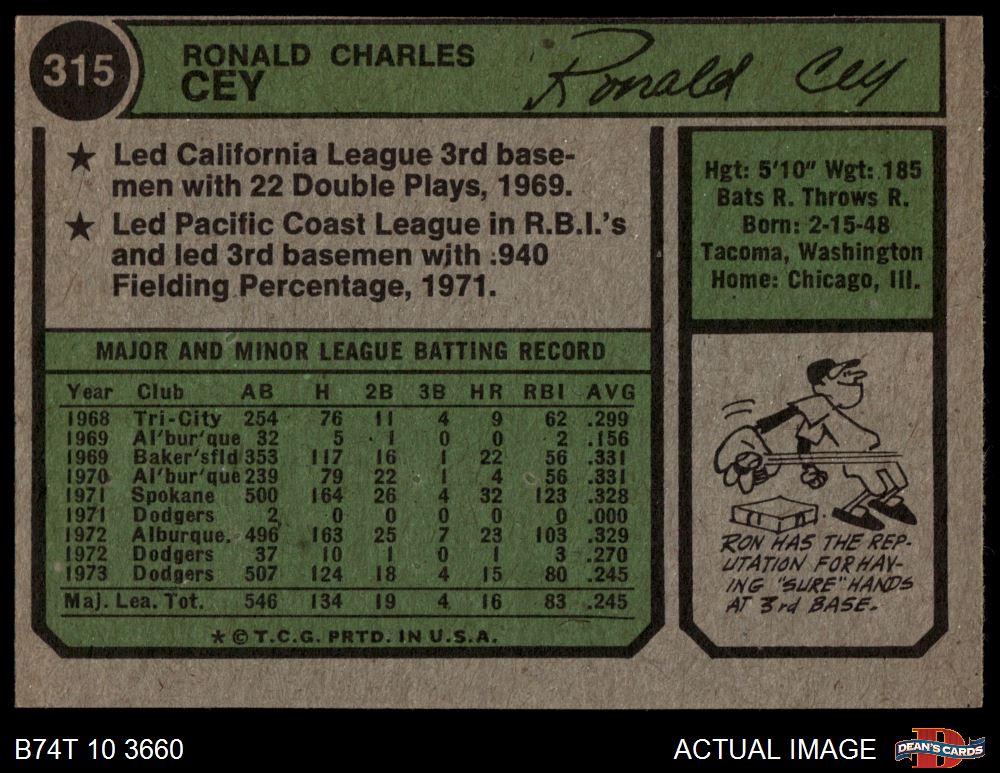 315
RONALD CHARLES
CEY
Ronald Cey
★ Led California League 3rd base-
men with 22 Double Plays, 1969.
★ Led Pacific Coast League in R.B.I.'s
and led 3rd basemen with .940
Fielding Percentage, 1971.
Hgt: 5'10" Wgt: 185
Bats R. Throws R.
Born: 2-15-48
Tacoma, Washington
Home: Chicago, Ill.
MAJOR AND MINOR LEAGUE BATTING RECORD
Year Club AB H 2B 3B HR RBI AVG
1968 Tri-City 254 76 11 4 9 62 .299
1969 Al'bur'que 32 5 1 0 0 2 .156
1969 Baker'sfld 353 117 16 1 22 56 .331
1970 Al'bur'que 239 79 22 1 4 56 .331
1971 Spokane 500 164 26 4 32 123 .328
1971 Dodgers 2 0 0 0 0 0 .000
1972 Alburque. 496 163 25 7 23 103 .329
1972 Dodgers 37 10 1 0 1 3 .270
1973 Dodgers 507 124 18 4 15 80 .245
Maj. Lea. Tot. 546 134 19 4 16 83 .245
★ © T.C.G. PRTD. IN U.S.A.
RON HAS THE REP-
UTATION FOR HAV-
ING "SURE" HANDS
AT 3rd BASE.
B74T 10 3660
ACTUAL IMAGE
D
DEAN'S CARDS